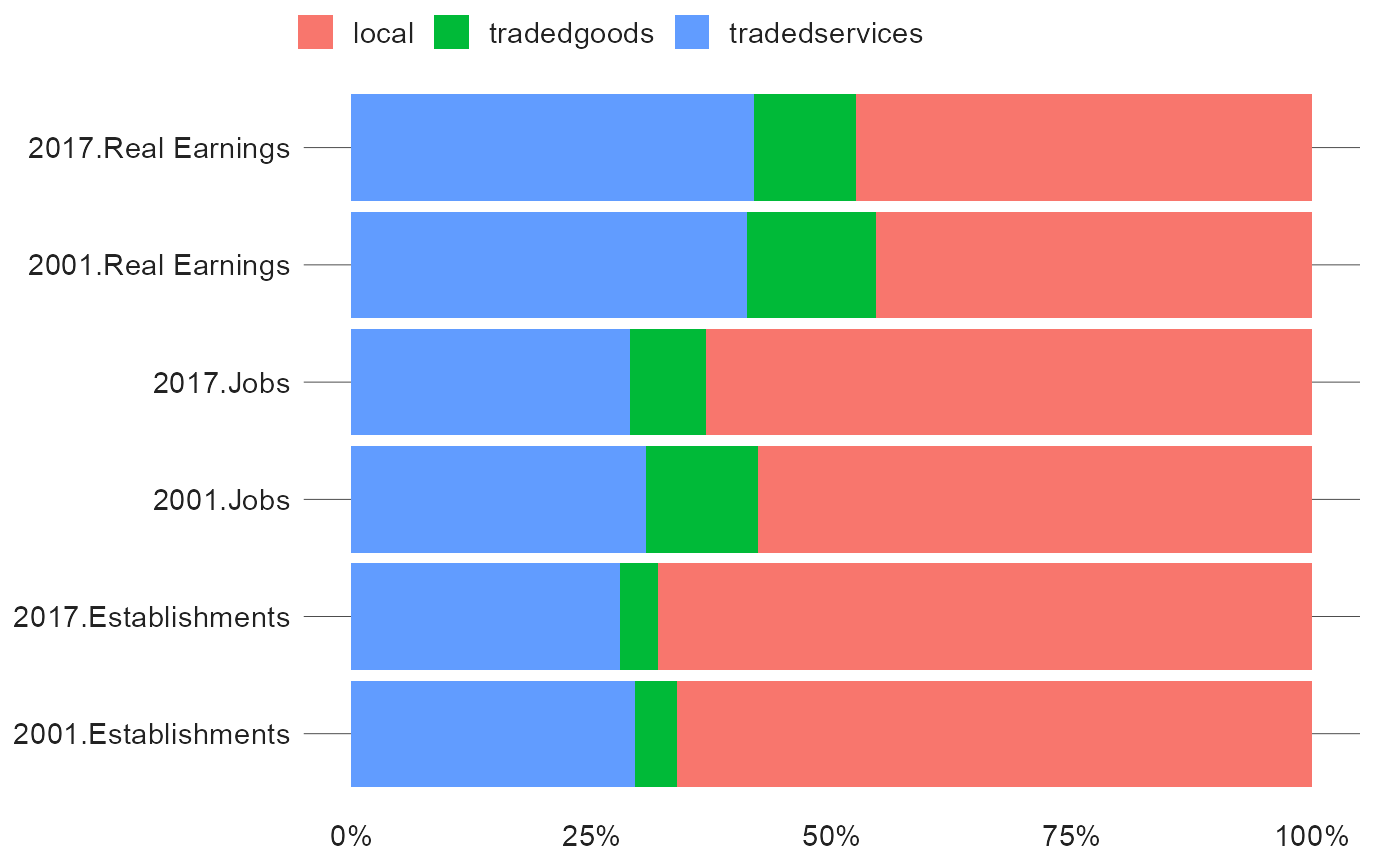 local tradedgoods tradedservices
2017.Real Earnings
2001.Real Earnings
2017.Jobs
2001.Jobs
2017.Establishments
2001.Establishments
0% 25% 50% 75% 100%